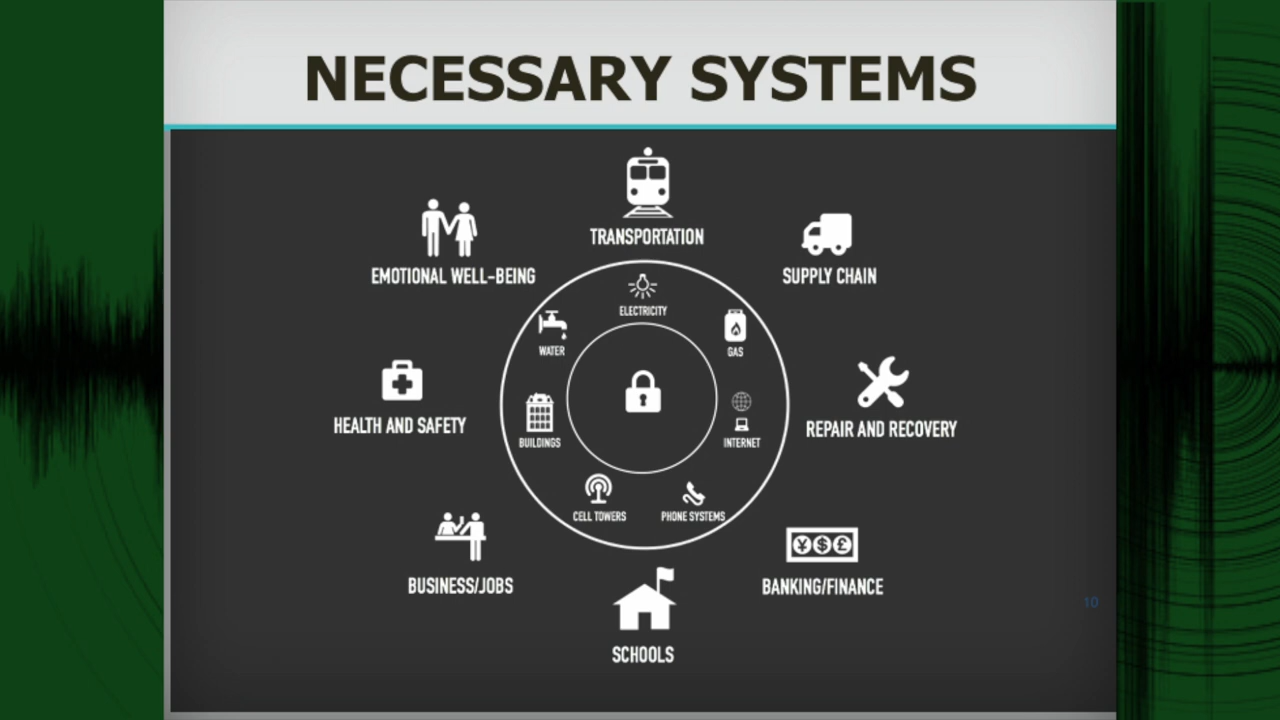 NECESSARY SYSTEMS
TRANSPORTATION
EMOTIONAL WELL-BEING
SUPPLY CHAIN
ELECTRICITY
WATER
GAS
HEALTH AND SAFETY
BUILDINGS
INTERNET
REPAIR AND RECOVERY
CELL TOWERS
PHONE SYSTEMS
¥$£
BUSINESS/JOBS
BANKING/FINANCE
10
SCHOOLS